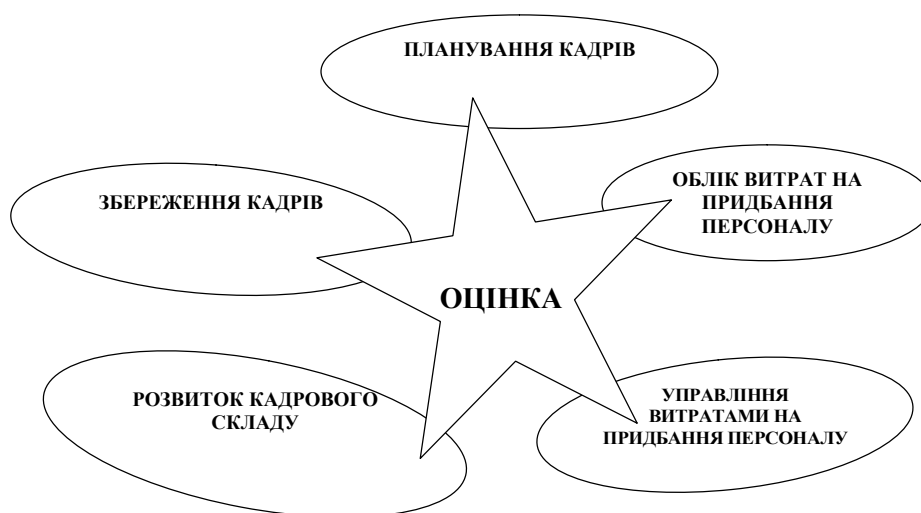 ПЛАНУВАННЯ КАДРІВ
ЗБЕРЕЖЕННЯ КАДРІВ
ОБЛІК ВИТРАТ НА
ПРИДБАННЯ
ПЕРСОНАЛУ
ОЦІНКА
РОЗВИТОК КАДРОВОГО
СКЛАДУ
УПРАВЛІННЯ
ВИТРАТАМИ НА
ПРИДБАННЯ ПЕРСОНАЛУ